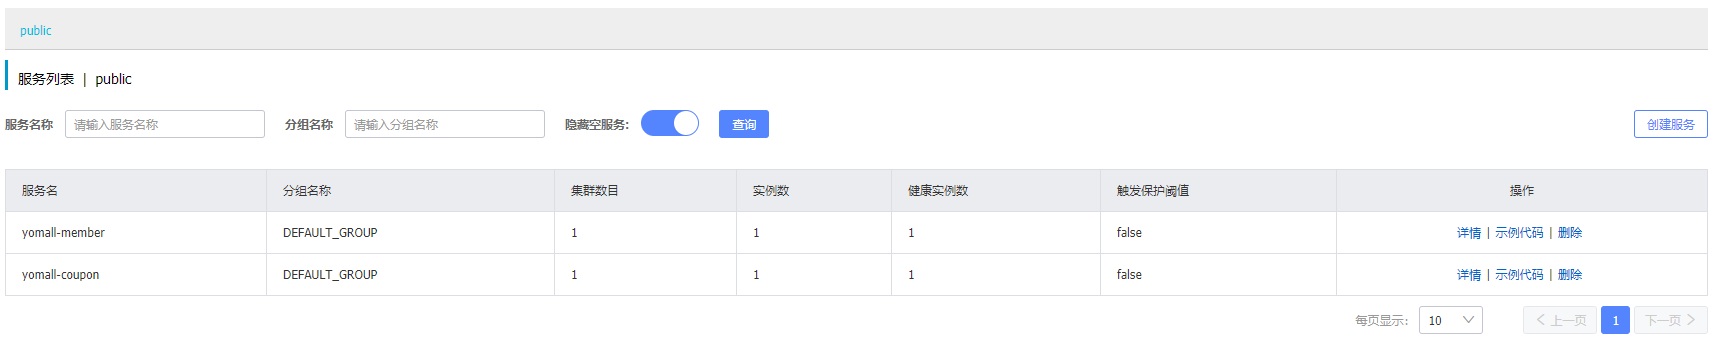 public
服务列表 | public
服务名称 请输入服务名称 分组名称 请输入分组名称 隐藏空服务: 查询 创建服务
服务名 分组名称 集群数目 实例数 健康实例数 触发保护阈值 操作
yomall-member DEFAULT_GROUP 1 1 1 false 详情 | 示例代码 | 删除
yomall-coupon DEFAULT_GROUP 1 1 1 false 详情 | 示例代码 | 删除
每页显示: 10 上一页 1 下一页